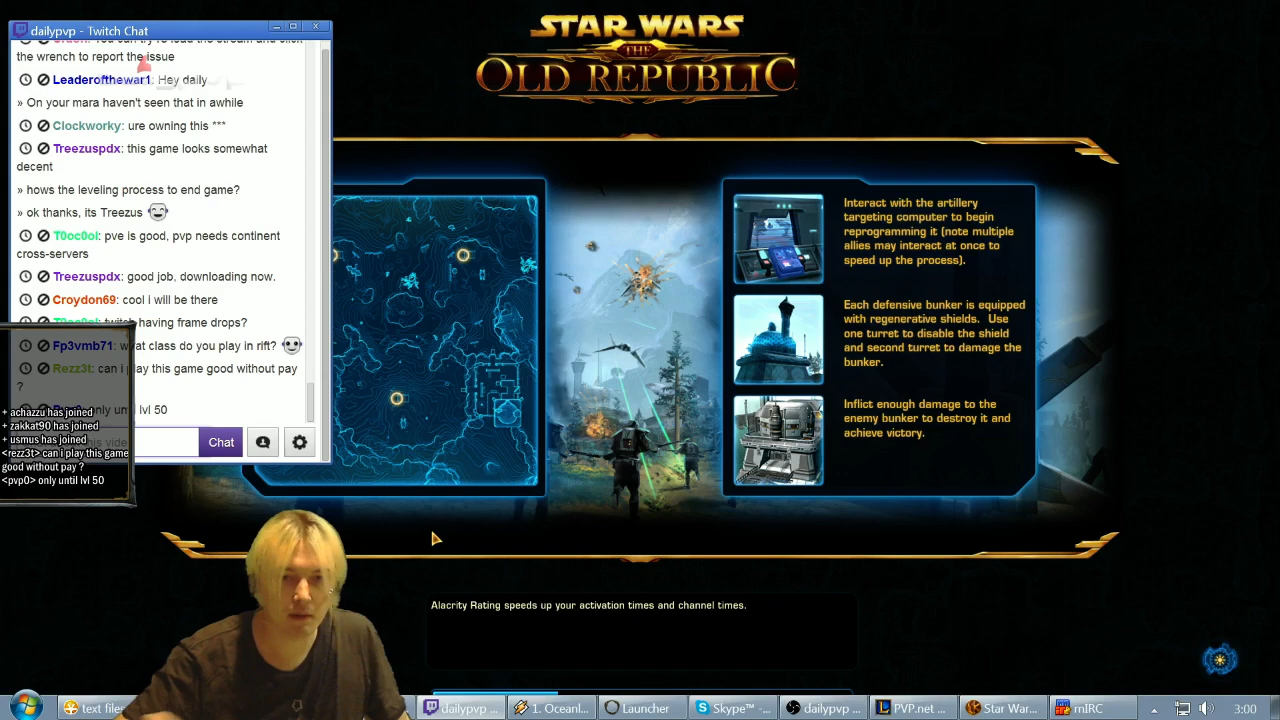 dailypvp - Twitch Chat
the wrench to report the issue
Leaderofthewar1: Hey daily
» On your mara haven't seen that in awhile
Clockworky: ure owning this ***
Treezuspdx: this game looks somewhat
decent
» hows the leveling process to end game?
» ok thanks, its Treezus
T0oc0ol: pve is good, pvp needs continent
cross-servers
Treezuspdx: good job, downloading now.
Croydon69: cool i will be there
T0oc0ol: twitch having frame drops?
Fp3vmb71: what class do you play in rift?
Rezz3t: can i play this game good without pay
?
only until lvl 50
Chat
+ achazzu has joined
+ zakkat90 has joined
+ usmus has joined
<rezz3t> can i play this game
good without pay ?
<pvp0> only until lvl 50
STAR WARS
THE
OLD REPUBLIC
Interact with the artillery
targeting computer to begin
reprogramming it (note multiple
allies may interact at once to
speed up the process).
Each defensive bunker is equipped
with regenerative shields. Use
one turret to disable the shield
and second turret to damage the
bunker.
Inflict enough damage to the
enemy bunker to destroy it and
achieve victory.
Alacrity Rating speeds up your activation times and channel times.
text files
dailypvp ...
1. Oceanl...
Launcher
Skype™ -...
dailypvp ...
PVP.net ...
Star War...
mIRC
3:00